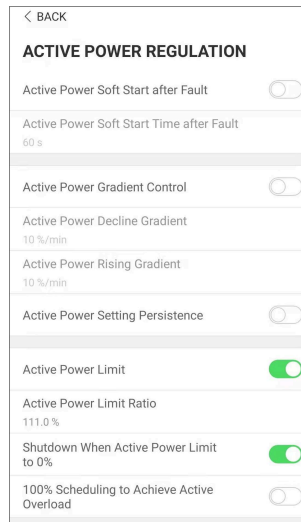 < BACK
ACTIVE POWER REGULATION
Active Power Soft Start after Fault
Active Power Soft Start Time after Fault
60 s
Active Power Gradient Control
Active Power Decline Gradient
10 %/min
Active Power Rising Gradient
10 %/min
Active Power Setting Persistence
Active Power Limit
Active Power Limit Ratio
111.0 %
Shutdown When Active Power Limit
to 0%
100% Scheduling to Achieve Active
Overload